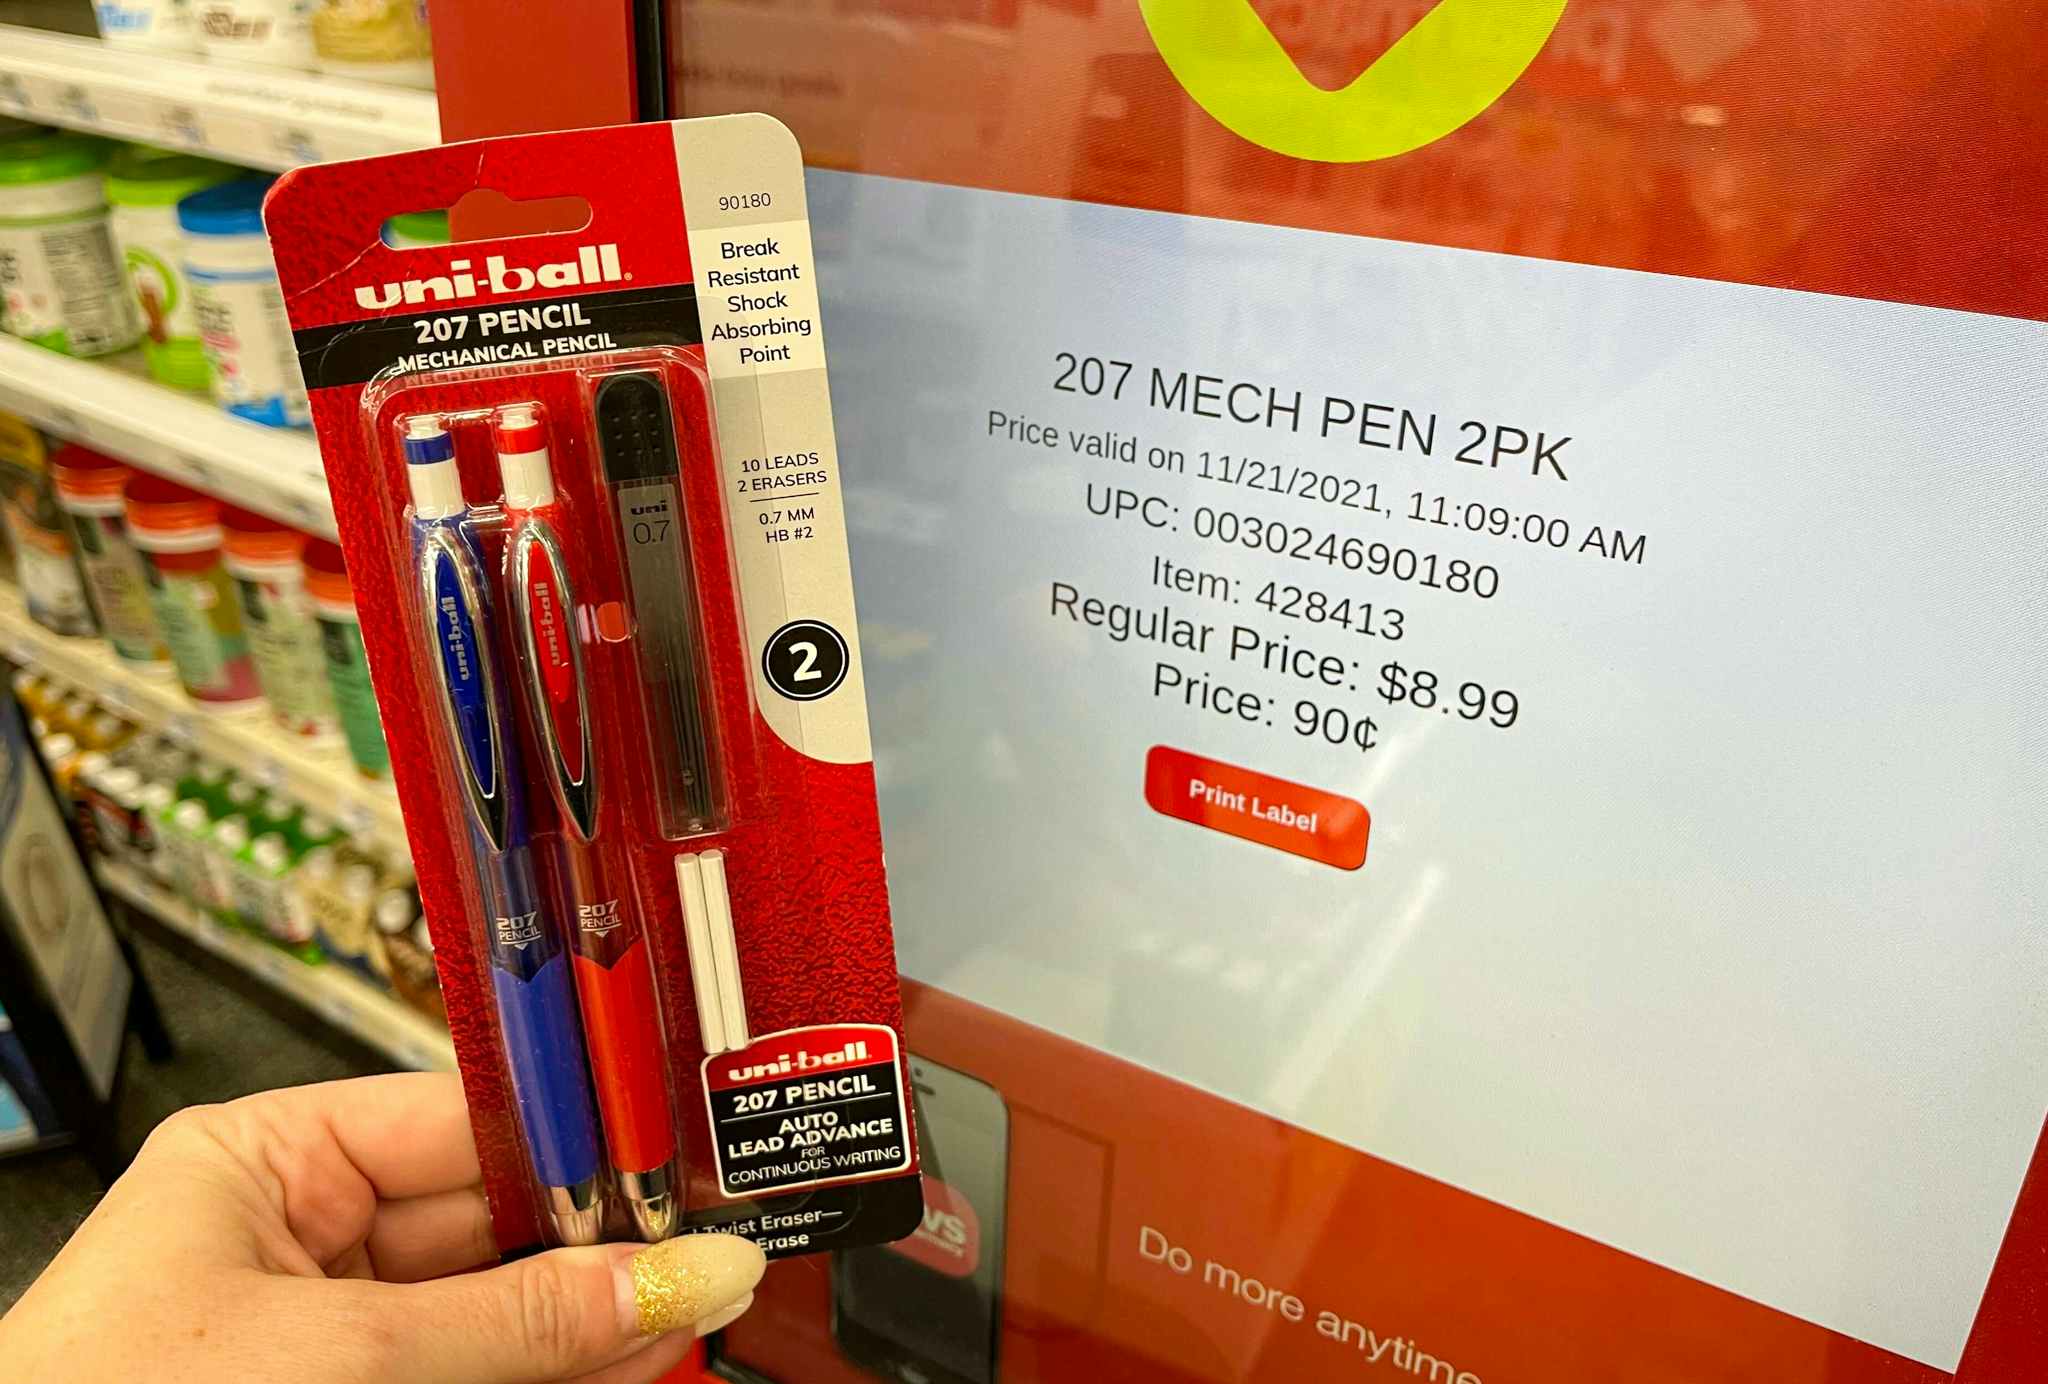 90180
Break
Resistant
Shock
Absorbing
Point
uni-ball®
207 PENCIL
MECHANICAL PENCIL
10 LEADS
2 ERASERS
0.7 MM
HB #2
uni
0.7
2
uni-ball
uni-ball
207
PENCIL
207
PENCIL
uni-ball®
207 PENCIL
AUTO
LEAD ADVANCE
FOR
CONTINUOUS WRITING
Twist Eraser—
Erase
207 MECH PEN 2PK
Price valid on 11/21/2021, 11:09:00 AM
UPC: 003024690180
Item: 428413
Regular Price: $8.99
Price: 90¢
Print Label
Do more anytime